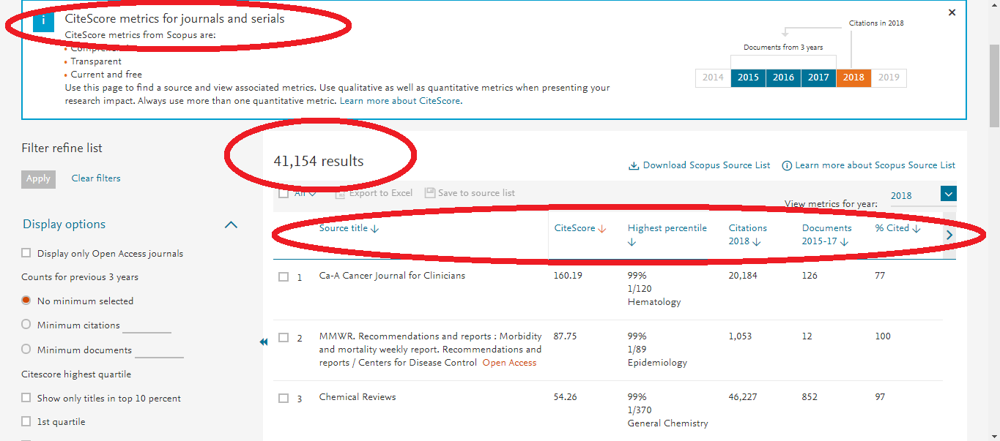 i
CiteScore metrics for journals and serials
CiteScore metrics from Scopus are:
Transparent
Current and free
Use this page to find a source and view associated metrics. Use qualitative as well as quantitative metrics when presenting your
research impact. Always use more than one quantitative metric. Learn more about CiteScore.
Citations in 2018
Documents from 3 years
2014 2015 2016 2017 2018 2019
Filter refine list
Apply Clear filters
Display options
Display only Open Access journals
Counts for previous 3 years
No minimum selected
Minimum citations
Minimum documents
Citescore highest quartile
Show only titles in top 10 percent
1st quartile
41,154 results
Download Scopus Source List
Learn more about Scopus Source List
All Export to Excel Save to source list
View metrics for year: 2018
Source title CiteScore Highest percentile Citations 2018 Documents 2015-17 % Cited
1 Ca-A Cancer Journal for Clinicians 160.19 99% 20,184 126 77
1/120
Hematology
2 MMWR. Recommendations and reports : Morbidity 87.75 99% 1,053 12 100
and mortality weekly report. Recommendations and 1/89
reports / Centers for Disease Control Open Access Epidemiology
3 Chemical Reviews 54.26 99% 46,227 852 97
1/370
General Chemistry